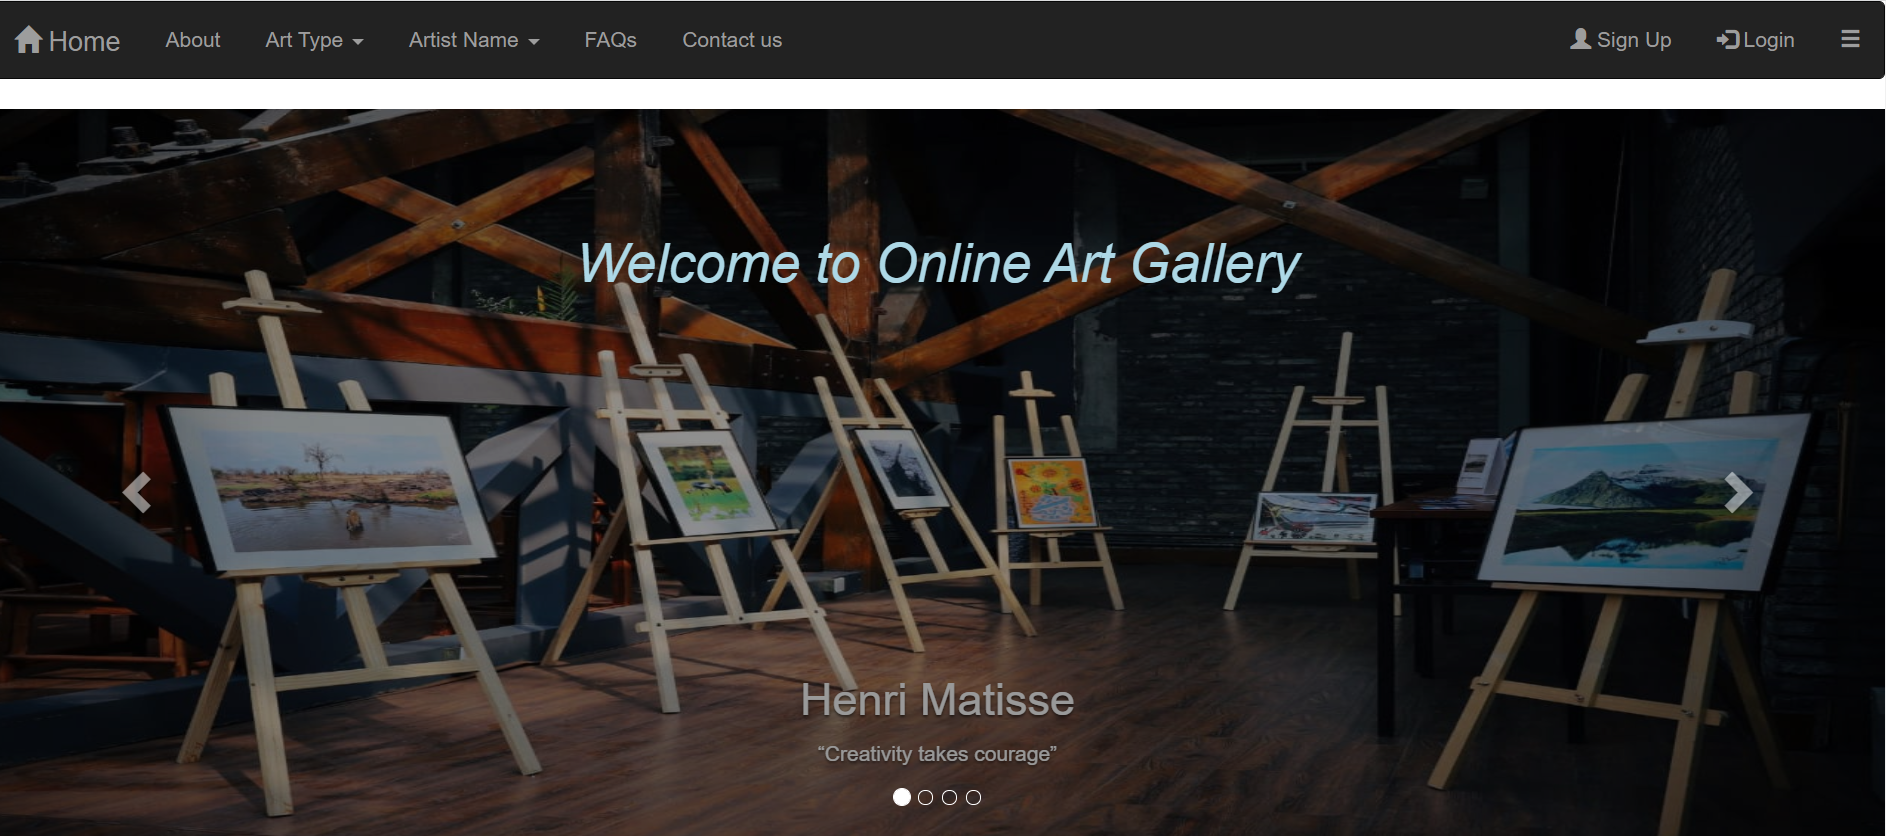 Home About Art Type Artist Name FAQs Contact us Sign Up Login
Welcome to Online Art Gallery
Henri Matisse
“Creativity takes courage”